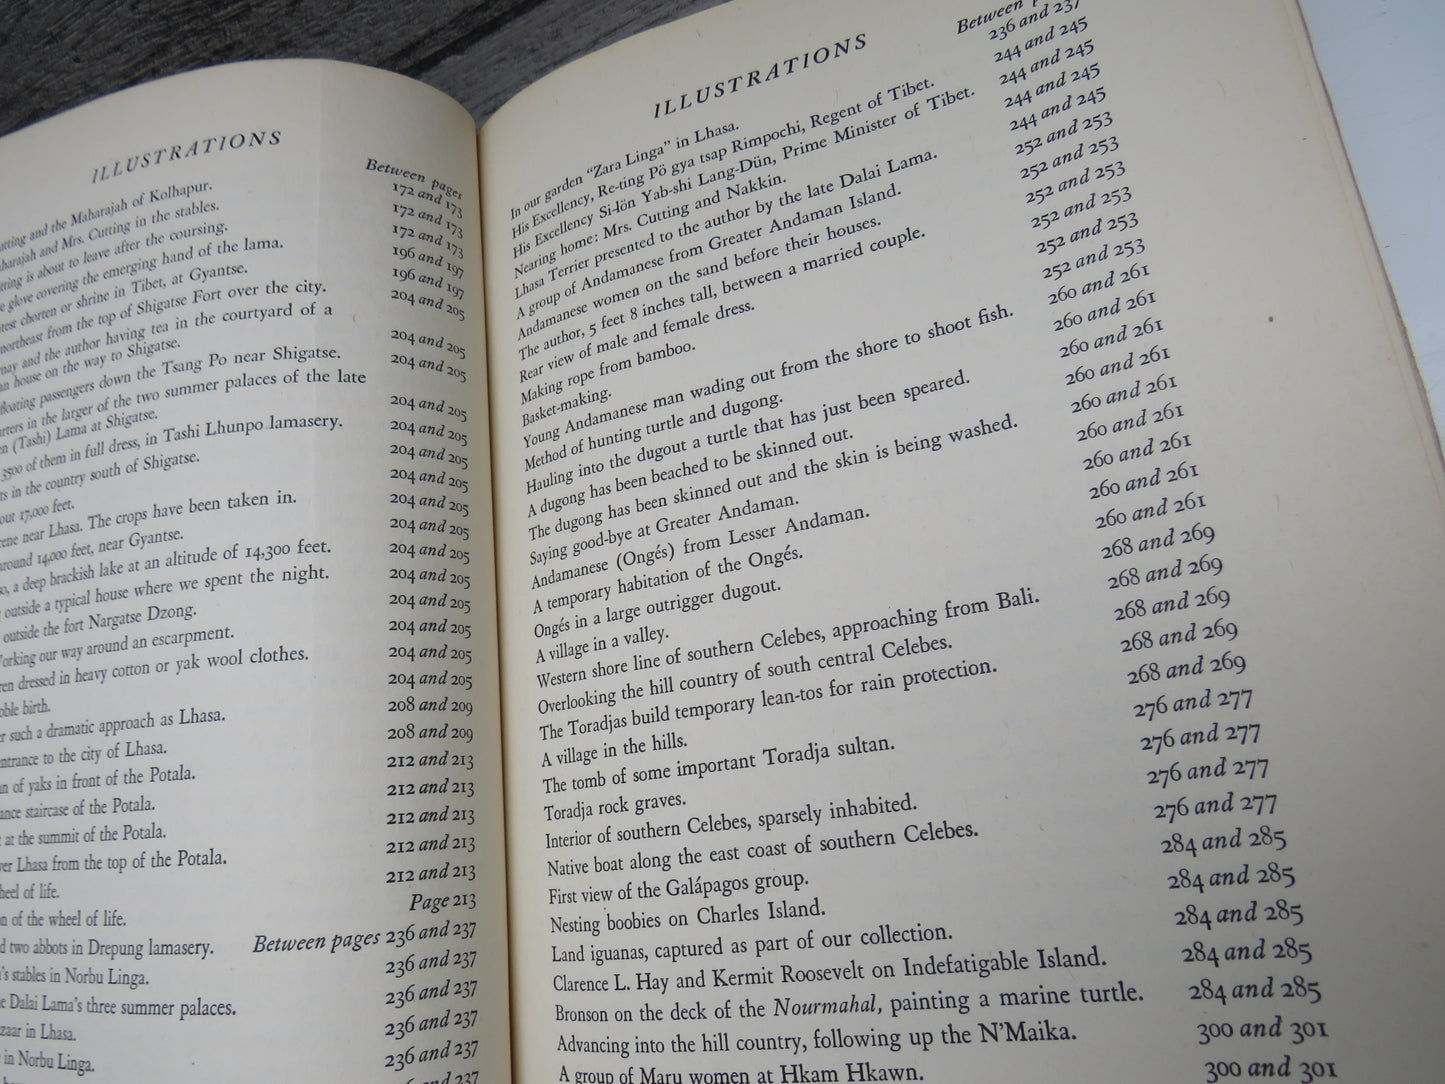 ILLUSTRATIONS
Between pages
tting and the Maharajah of Kolhapur. 172 and 173
harajah and Mrs. Cutting in the stables. 172 and 173
tting is about to leave after the coursing. 172 and 173
e glove covering the emerging hand of the lama. 196 and 197
test chorten or shrine in Tibet, at Gyantse. 196 and 197
northeast from the top of Shigatse Fort over the city. 204 and 205
nay and the author having tea in the courtyard of a
an house on the way to Shigatse. 204 and 205
floating passengers down the Tsang Po near Shigatse. 204 and 205
rters in the larger of the two summer palaces of the late
en (Tashi) Lama at Shigatse. 204 and 205
3500 of them in full dress, in Tashi Lhunpo lamasery. 204 and 205
ts in the country south of Shigatse. 204 and 205
out 17,000 feet. 204 and 205
cene near Lhasa. The crops have been taken in. 204 and 205
around 14,000 feet, near Gyantse. 204 and 205
so, a deep brackish lake at an altitude of 14,300 feet. 204 and 205
outside a typical house where we spent the night. 204 and 205
outside the fort Nargatse Dzong. 204 and 205
Working our way around an escarpment. 204 and 205
ren dressed in heavy cotton or yak wool clothes. 204 and 205
oble birth. 204 and 205
er such a dramatic approach as Lhasa. 208 and 209
entrance to the city of Lhasa. 208 and 209
an of yaks in front of the Potala. 212 and 213
ance staircase of the Potala. 212 and 213
at the summit of the Potala. 212 and 213
ver Lhasa from the top of the Potala. 212 and 213
heel of life. 212 and 213
n of the wheel of life. Page 213
d two abbots in Drepung lamasery. Between pages 236 and 237
's stables in Norbu Linga. 236 and 237
e Dalai Lama's three summer palaces. 236 and 237
zaar in Lhasa. 236 and 237
in Norbu Linga. 236 and 237
and 237
ILLUSTRATIONS
Between
In our garden "Zara Linga" in Lhasa. 236 and 237
His Excellency, Re-ting Pö gya tsap Rimpochi, Regent of Tibet. 244 and 245
His Excellency Si-lön Yab-shi Lang-Dün, Prime Minister of Tibet. 244 and 245
Nearing home: Mrs. Cutting and Nakkin. 244 and 245
Lhasa Terrier presented to the author by the late Dalai Lama. 244 and 245
A group of Andamanese from Greater Andaman Island. 252 and 253
Andamanese women on the sand before their houses. 252 and 253
The author, 5 feet 8 inches tall, between a married couple. 252 and 253
Rear view of male and female dress. 252 and 253
Making rope from bamboo. 252 and 253
Basket-making. 252 and 253
Young Andamanese man wading out from the shore to shoot fish. 260 and 261
Method of hunting turtle and dugong. 260 and 261
Hauling into the dugout a turtle that has just been speared. 260 and 261
A dugong has been beached to be skinned out. 260 and 261
The dugong has been skinned out and the skin is being washed. 260 and 261
Saying good-bye at Greater Andaman. 260 and 261
Andamanese (Ongés) from Lesser Andaman. 260 and 261
A temporary habitation of the Ongés. 260 and 261
Ongés in a large outrigger dugout. 260 and 261
A village in a valley. 268 and 269
Western shore line of southern Celebes, approaching from Bali. 268 and 269
Overlooking the hill country of south central Celebes. 268 and 269
The Toradjas build temporary lean-tos for rain protection. 268 and 269
A village in the hills. 268 and 269
The tomb of some important Toradja sultan. 276 and 277
Toradja rock graves. 276 and 277
Interior of southern Celebes, sparsely inhabited. 276 and 277
Native boat along the east coast of southern Celebes. 276 and 277
First view of the Galápagos group. 284 and 285
Nesting boobies on Charles Island. 284 and 285
Land iguanas, captured as part of our collection. 284 and 285
Clarence L. Hay and Kermit Roosevelt on Indefatigable Island. 284 and 285
Bronson on the deck of the Nourmahal, painting a marine turtle. 284 and 285
Advancing into the hill country, following up the N'Maika. 300 and 301
A group of Maru women at Hkam Hkawn. 300 and 301